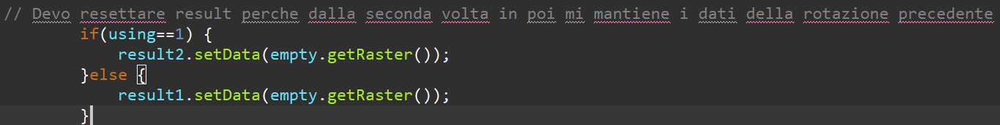 // Devo resettare result perche dalla seconda volta in poi mi mantiene i dati della rotazione precedente
if(using==1) {
result2.setData(empty.getRaster());
}else {
result1.setData(empty.getRaster());
}